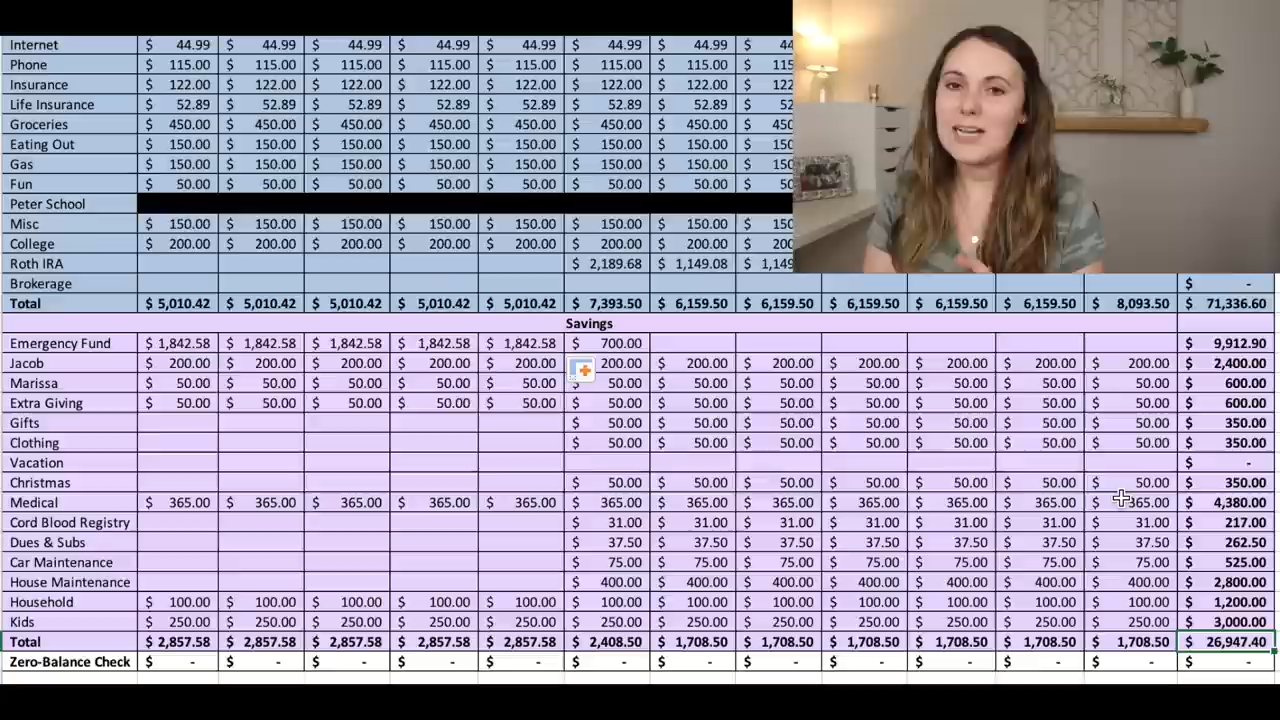 Internet $ 44.99 $ 44.99 $ 44.99 $ 44.99 $ 44.99 $ 44.99 $ 44.99 $ 44
Phone $ 115.00 $ 115.00 $ 115.00 $ 115.00 $ 115.00 $ 115.00 $ 115.00 $ 115
Insurance $ 122.00 $ 122.00 $ 122.00 $ 122.00 $ 122.00 $ 122.00 $ 122.00 $ 122
Life Insurance $ 52.89 $ 52.89 $ 52.89 $ 52.89 $ 52.89 $ 52.89 $ 52.89 $ 52
Groceries $ 450.00 $ 450.00 $ 450.00 $ 450.00 $ 450.00 $ 450.00 $ 450.00 $ 450
Eating Out $ 150.00 $ 150.00 $ 150.00 $ 150.00 $ 150.00 $ 150.00 $ 150.00 $ 150
Gas $ 150.00 $ 150.00 $ 150.00 $ 150.00 $ 150.00 $ 150.00 $ 150.00 $ 150
Fun $ 50.00 $ 50.00 $ 50.00 $ 50.00 $ 50.00 $ 50.00 $ 50.00 $ 50
Peter School
Misc $ 150.00 $ 150.00 $ 150.00 $ 150.00 $ 150.00 $ 150.00 $ 150.00 $ 150
College $ 200.00 $ 200.00 $ 200.00 $ 200.00 $ 200.00 $ 200.00 $ 200.00 $ 200
Roth IRA $ 2,189.68 $ 1,149.08 $ 1,149
Brokerage $ -
Total $ 5,010.42 $ 5,010.42 $ 5,010.42 $ 5,010.42 $ 5,010.42 $ 7,393.50 $ 6,159.50 $ 6,159.50 $ 6,159.50 $ 6,159.50 $ 6,159.50 $ 8,093.50 $ 71,336.60
Savings
Emergency Fund $ 1,842.58 $ 1,842.58 $ 1,842.58 $ 1,842.58 $ 1,842.58 $ 700.00 $ 9,912.90
Jacob $ 200.00 $ 200.00 $ 200.00 $ 200.00 $ 200.00 200.00 $ 200.00 $ 200.00 $ 200.00 $ 200.00 $ 200.00 $ 200.00 $ 2,400.00
Marissa $ 50.00 $ 50.00 $ 50.00 $ 50.00 $ 50.00 $ 50.00 $ 50.00 $ 50.00 $ 50.00 $ 50.00 $ 50.00 $ 50.00 $ 600.00
Extra Giving $ 50.00 $ 50.00 $ 50.00 $ 50.00 $ 50.00 $ 50.00 $ 50.00 $ 50.00 $ 50.00 $ 50.00 $ 50.00 $ 50.00 $ 600.00
Gifts $ 50.00 $ 50.00 $ 50.00 $ 50.00 $ 50.00 $ 50.00 $ 50.00 $ 350.00
Clothing $ 50.00 $ 50.00 $ 50.00 $ 50.00 $ 50.00 $ 50.00 $ 50.00 $ 350.00
Vacation $ -
Christmas $ 50.00 $ 50.00 $ 50.00 $ 50.00 $ 50.00 $ 50.00 $ 50.00 $ 350.00
Medical $ 365.00 $ 365.00 $ 365.00 $ 365.00 $ 365.00 $ 365.00 $ 365.00 $ 365.00 $ 365.00 $ 365.00 $ 365.00 $ 365.00 $ 4,380.00
Cord Blood Registry $ 31.00 $ 31.00 $ 31.00 $ 31.00 $ 31.00 $ 31.00 $ 31.00 $ 217.00
Dues & Subs $ 37.50 $ 37.50 $ 37.50 $ 37.50 $ 37.50 $ 37.50 $ 37.50 $ 262.50
Car Maintenance $ 75.00 $ 75.00 $ 75.00 $ 75.00 $ 75.00 $ 75.00 $ 75.00 $ 525.00
House Maintenance $ 400.00 $ 400.00 $ 400.00 $ 400.00 $ 400.00 $ 400.00 $ 400.00 $ 2,800.00
Household $ 100.00 $ 100.00 $ 100.00 $ 100.00 $ 100.00 $ 100.00 $ 100.00 $ 100.00 $ 100.00 $ 100.00 $ 100.00 $ 100.00 $ 1,200.00
Kids $ 250.00 $ 250.00 $ 250.00 $ 250.00 $ 250.00 $ 250.00 $ 250.00 $ 250.00 $ 250.00 $ 250.00 $ 250.00 $ 250.00 $ 3,000.00
Total $ 2,857.58 $ 2,857.58 $ 2,857.58 $ 2,857.58 $ 2,857.58 $ 2,408.50 $ 1,708.50 $ 1,708.50 $ 1,708.50 $ 1,708.50 $ 1,708.50 $ 1,708.50 $ 26,947.40
Zero-Balance Check $ - $ - $ - $ - $ - $ - $ - $ - $ - $ - $ - $ - $ -